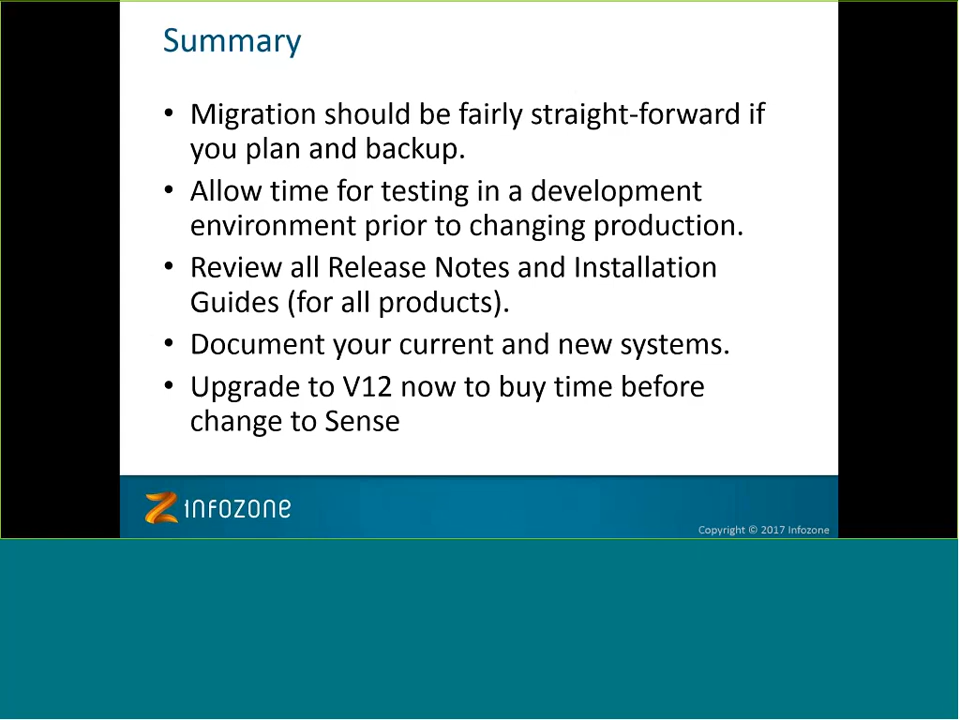 Summary
• Migration should be fairly straight-forward if
you plan and backup.
• Allow time for testing in a development
environment prior to changing production.
• Review all Release Notes and Installation
Guides (for all products).
• Document your current and new systems.
• Upgrade to V12 now to buy time before
change to Sense
infozone
Copyright © 2017 Infozone